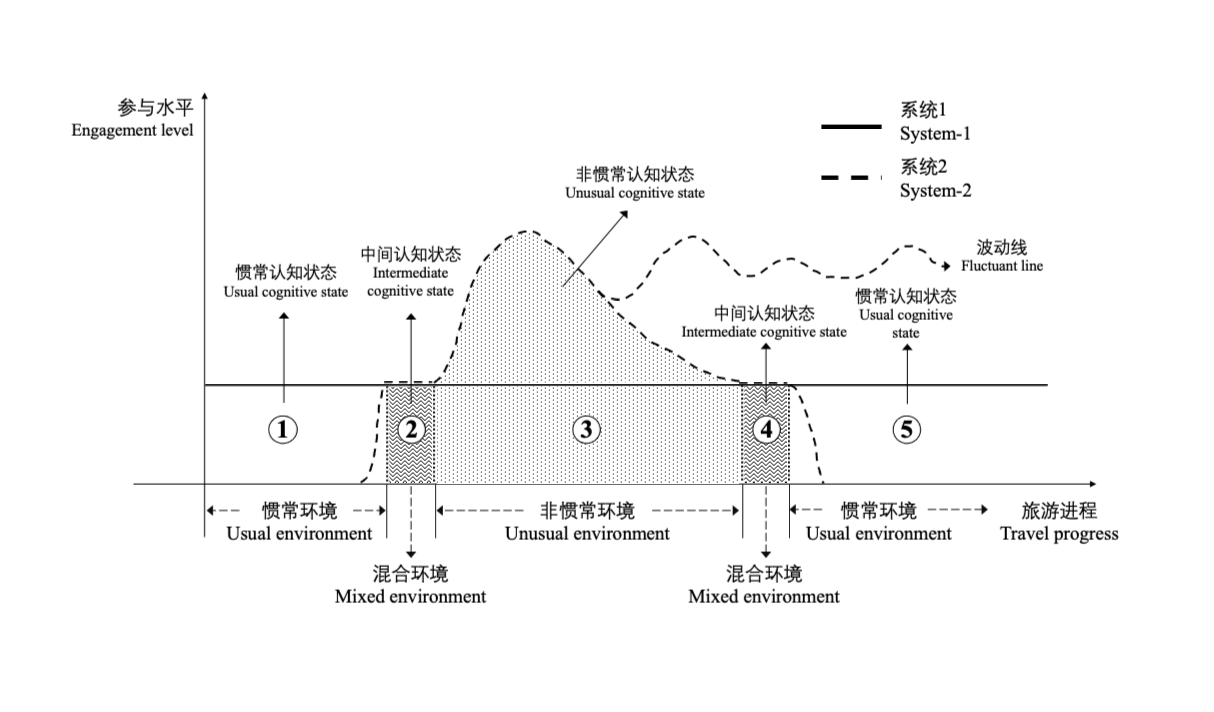 参与水平
Engagement level
系统1
System-1
系统2
System-2
非惯常认知状态
Unusual cognitive state
中间认知状态
Intermediate
cognitive state
惯常认知状态
Usual cognitive state
波动线
Fluctuant line
中间认知状态
Intermediate cognitive state
惯常认知状态
Usual cognitive
state
①
②
③
④
⑤
惯常环境
Usual environment
非惯常环境
Unusual environment
惯常环境
Usual environment
旅游进程
Travel progress
混合环境
Mixed environment
混合环境
Mixed environment